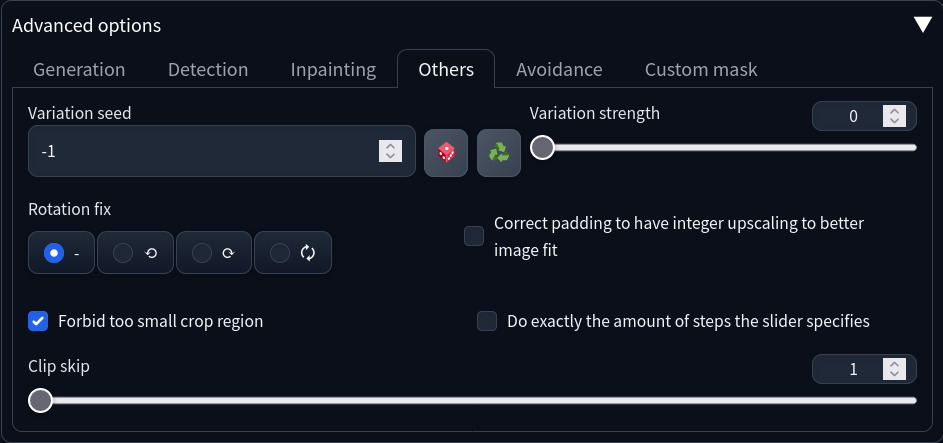 Advanced options ▼
Generation Detection Inpainting Others Avoidance Custom mask
Variation seed
-1
Variation strength
0
Rotation fix
- ⟲ ⟳ 🗘
Correct padding to have integer upscaling to better
image fit
Forbid too small crop region
Do exactly the amount of steps the slider specifies
Clip skip
1